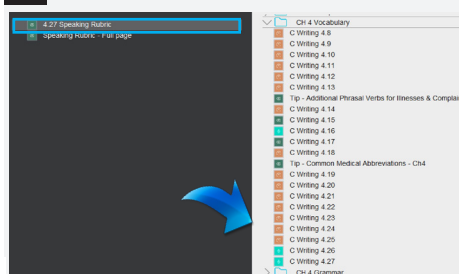 4.27 Speaking Rubric
Speaking Rubric - Full page
CH 4 Vocabulary
C Writing 4.8
C Writing 4.9
C Writing 4.10
C Writing 4.11
C Writing 4.12
C Writing 4.13
Tip - Additional Phrasal Verbs for Illnesses & Complai
C Writing 4.14
C Writing 4.15
C Writing 4.16
C Writing 4.17
C Writing 4.18
Tip - Common Medical Abbreviations - Ch4
C Writing 4.19
C Writing 4.20
C Writing 4.21
C Writing 4.22
C Writing 4.23
C Writing 4.24
C Writing 4.25
C Writing 4.26
C Writing 4.27
CH 4 Grammar